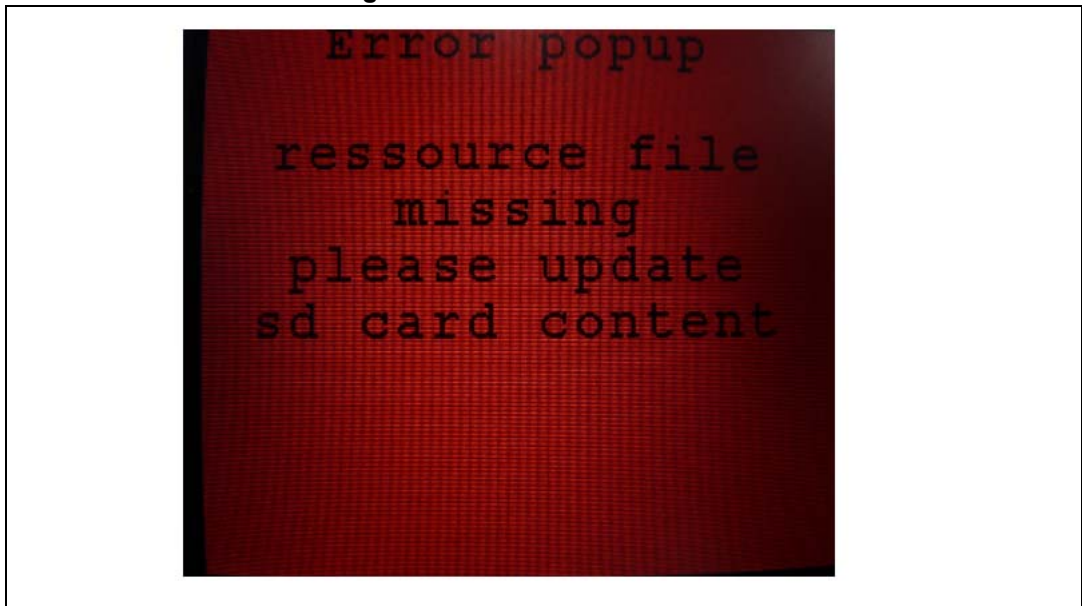 Error popup
ressource file
missing
please update
sd card content